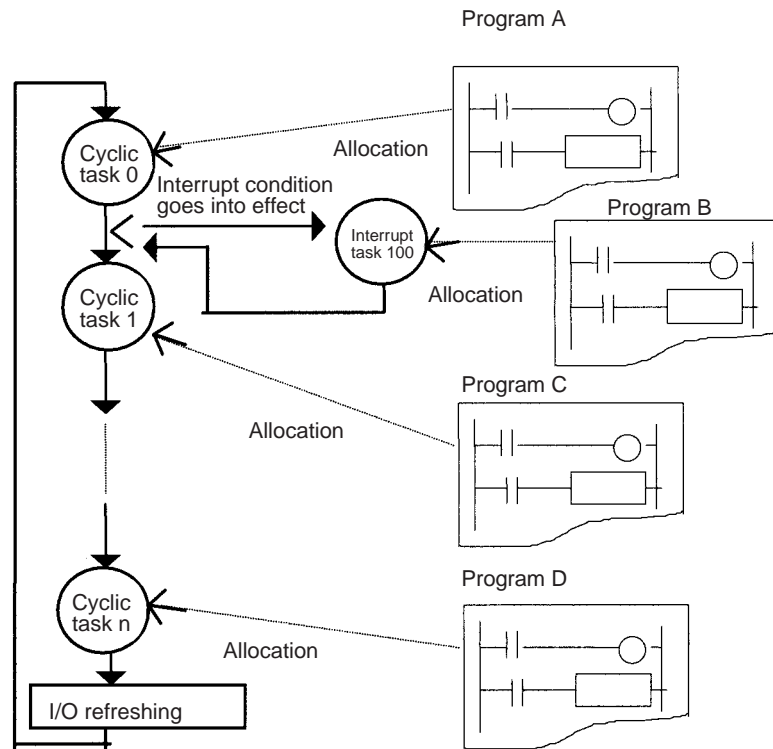 Program A
Cyclic
task 0
Allocation
Interrupt condition
goes into effect
Program B
Interrupt
task 100
Allocation
Cyclic
task 1
Program C
Allocation
Program D
Cyclic
task n
Allocation
I/O refreshing